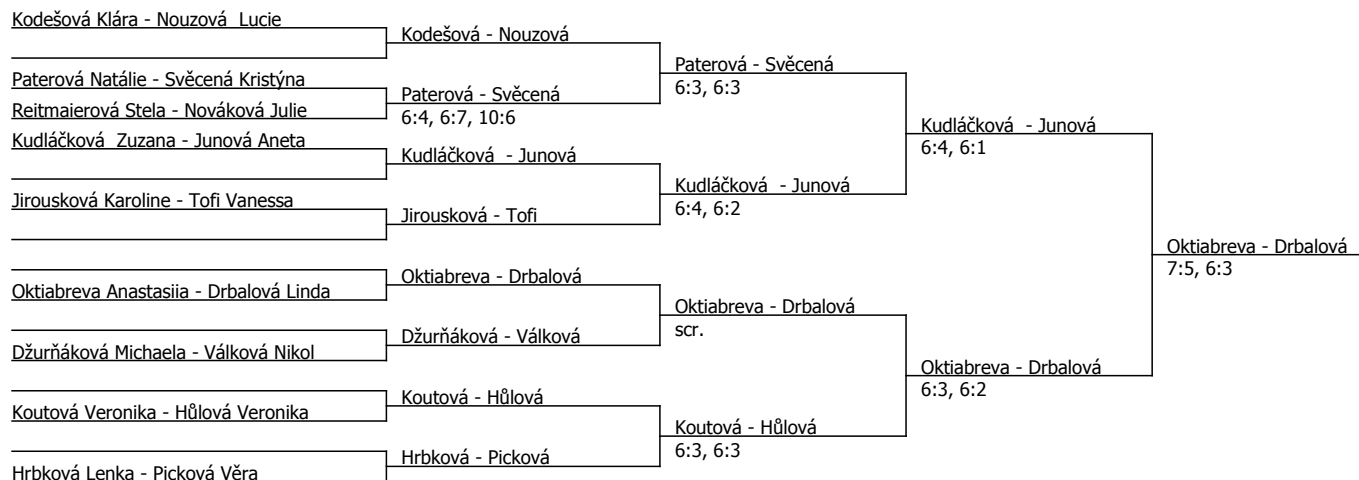 Kodešová Klára - Nouzová  Lucie
Kodešová - Nouzová
Paterová - Svěcená
6:3, 6:3
Paterová Natálie - Svěcená Kristýna
Paterová - Svěcená
6:4, 6:7, 10:6
Reitmaierová Stela - Nováková Julie
Kudláčková  - Junová
6:4, 6:1
Kudláčková  Zuzana - Junová Aneta
Kudláčková  - Junová
Kudláčková  - Junová
6:4, 6:2
Jirousková Karoline - Tofi Vanessa
Jirousková - Tofi
Oktiabreva - Drbalová
7:5, 6:3
Oktiabreva - Drbalová
Oktiabreva Anastasiia - Drbalová Linda
Oktiabreva - Drbalová
scr.
Džurňáková - Válková
Džurňáková Michaela - Válková Nikol
Oktiabreva - Drbalová
6:3, 6:2
Koutová - Hůlová
Koutová Veronika - Hůlová Veronika
Koutová - Hůlová
6:3, 6:3
Hrbková - Picková
Hrbková Lenka - Picková Věra